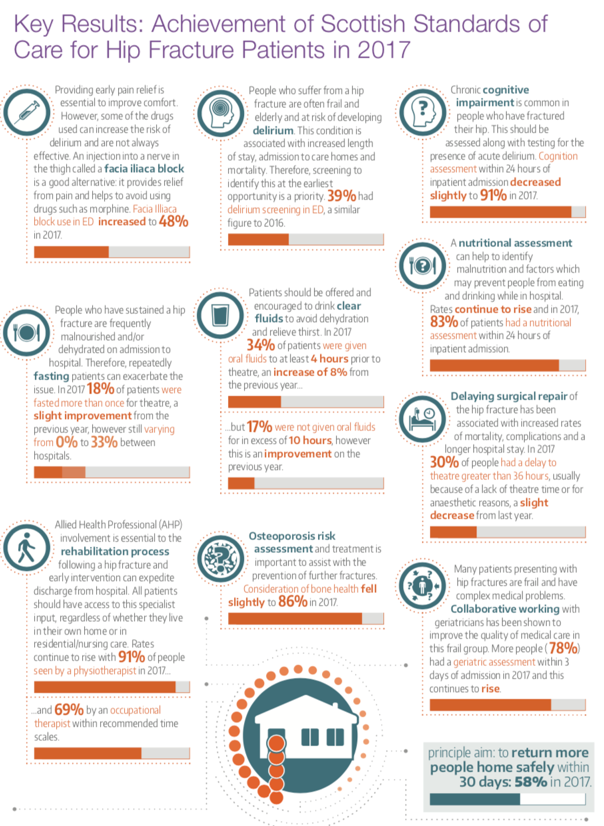 Key Results: Achievement of Scottish Standards of
Care for Hip Fracture Patients in 2017
Providing early pain relief is
essential to improve comfort.
However, some of the drugs
used can increase the risk of
delirium and are not always
effective. An injection into a nerve in
the thigh called a facia iliaca block
is a good alternative: it provides relief
from pain and helps to avoid using
drugs such as morphine. Facia Illiaca
block use in ED increased to 48%
in 2017.
People who have sustained a hip
fracture are frequently
malnourished and/or
dehydrated on admission to
hospital. Therefore, repeatedly
fasting patients can exacerbate the
issue. In 2017 18% of patients were
fasted more than once for theatre, a
slight improvement from the
previous year, however still varying
from 0% to 33% between
hospitals.
Allied Health Professional (AHP)
involvement is essential to the
rehabilitation process
following a hip fracture and
early intervention can expedite
discharge from hospital. All patients
should have access to this specialist
input, regardless of whether they live
in their own home or in
residential/nursing care. Rates
continue to rise with 91% of people
seen by a physiotherapist in 2017...
...and 69% by an occupational
therapist within recommended time
scales.
People who suffer from a hip
fracture are often frail and
elderly and at risk of developing
delirium. This condition is
associated with increased length
of stay, admission to care homes and
mortality. Therefore, screening to
identify this at the earliest
opportunity is a priority. 39% had
delirium screening in ED, a similar
figure to 2016.
Patients should be offered and
encouraged to drink clear
fluids to avoid dehydration
and relieve thirst. In 2017
34% of patients were given
oral fluids to at least 4 hours prior to
theatre, an increase of 8% from
the previous year...
...but 17% were not given oral fluids
for in excess of 10 hours, however
this is an improvement on the
previous year.
Osteoporosis risk
assessment and treatment is
important to assist with the
prevention of further fractures.
Consideration of bone health fell
slightly to 86% in 2017.
Chronic cognitive
impairment is common in
people who have fractured
their hip. This should be
assessed along with testing for the
presence of acute delirium. Cognition
assessment within 24 hours of
inpatient admission decreased
slightly to 91% in 2017.
A nutritional assessment
can help to identify
malnutrition and factors which
may prevent people from eating
and drinking while in hospital.
Rates continue to rise and in 2017,
83% of patients had a nutritional
assessment within 24 hours of
inpatient admission.
Delaying surgical repair of
the hip fracture has been
associated with increased rates
of mortality, complications and a
longer hospital stay. In 2017
30% of people had a delay to
theatre greater than 36 hours, usually
because of a lack of theatre time or for
anaesthetic reasons, a slight
decrease from last year.
Many patients presenting with
hip fractures are frail and have
complex medical problems.
Collaborative working with
geriatricians has been shown to
improve the quality of medical care in
this frail group. More people (78%)
had a geriatric assessment within 3
days of admission in 2017 and this
continues to rise.
principle aim: to return more
people home safely within
30 days: 58% in 2017.